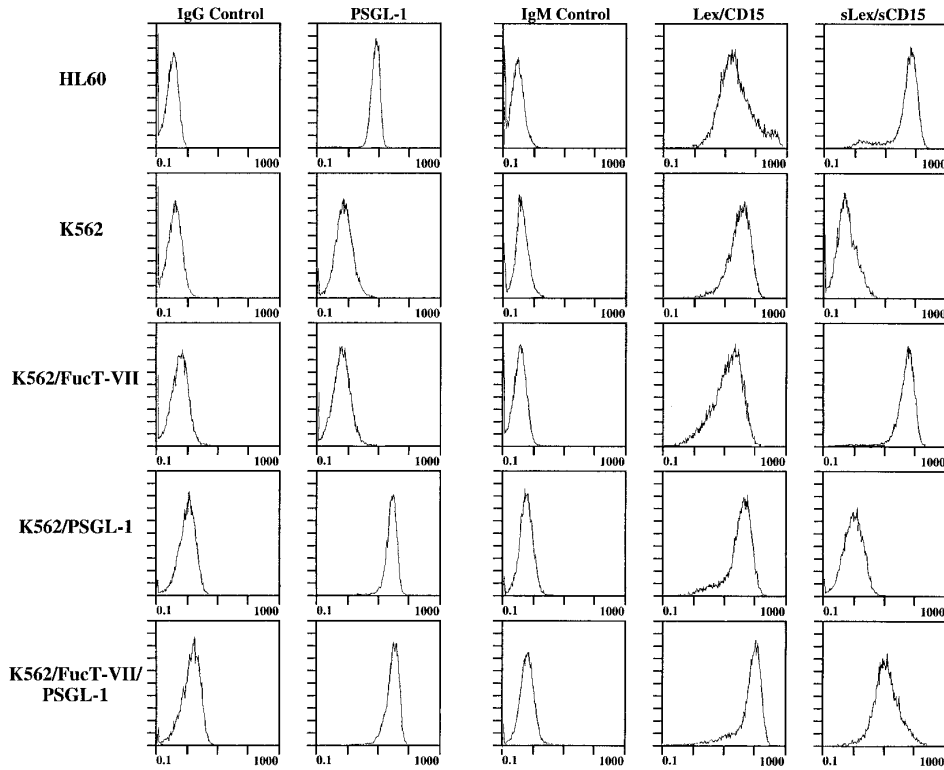 IgG Control PSGL-1 IgM Control Lex/CD15 sLex/sCD15
HL60
0.1 1000 0.1 1000 0.1 1000 0.1 1000 0.1 1000
K562
0.1 1000 0.1 1000 0.1 1000 0.1 1000 0.1 1000
K562/FucT-VII
0.1 1000 0.1 1000 0.1 1000 0.1 1000 0.1 1000
K562/PSGL-1
0.1 1000 0.1 1000 0.1 1000 0.1 1000 0.1 1000
K562/FucT-VII/
PSGL-1
0.1 1000 0.1 1000 0.1 1000 0.1 1000 0.1 1000